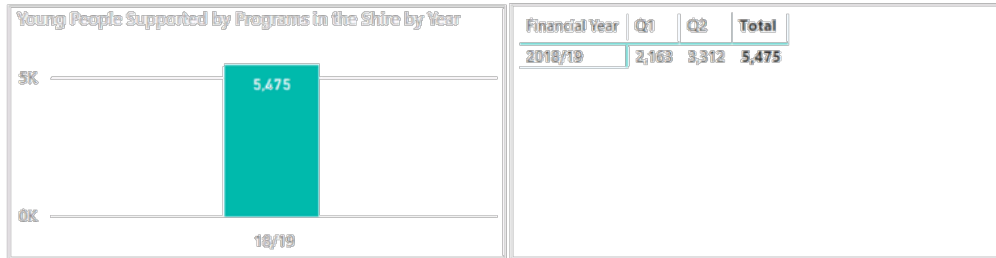 Young People Supported by Programs in the Shire by Year
5K
5,475
0K
18/19
Financial Year Q1 Q2 Total
2018/19 2,163 3,312 5,475